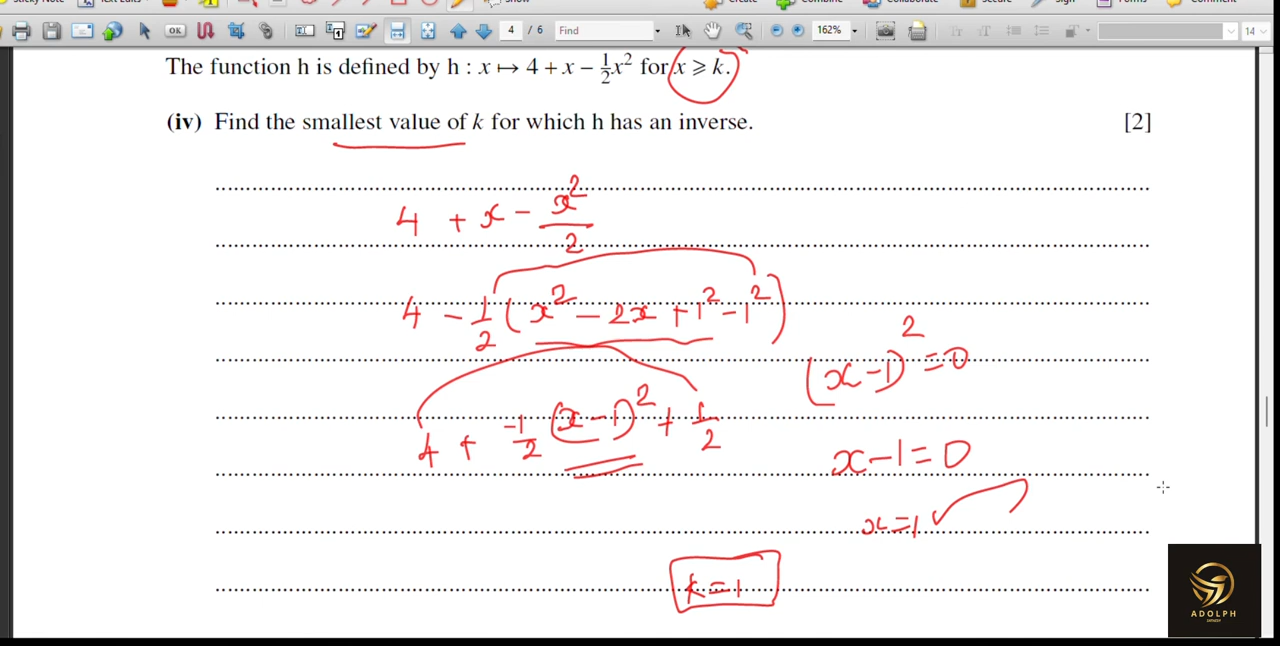 4 / 6 Find 162% 14
The function h is defined by h : x ↦ 4 + x − ½x² for x ⩾ k.
(iv) Find the smallest value of k for which h has an inverse. [2]
4 + x − x²/2
4 − 1/2 (x² − 2x + 1² − 1²)
(x − 1)² = 0
4 + −1/2 (x − 1)² + 1/2
x − 1 = 0
x = 1
k = 1
ADOLPH